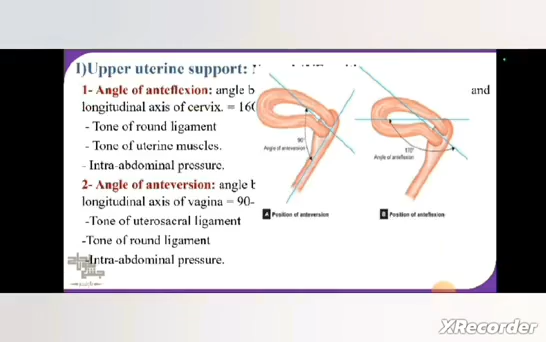 I)Upper uterine support:
1- Angle of anteflexion: angle b and
longitudinal axis of cervix. = 160
- Tone of round ligament
- Tone of uterine muscles.
- Intra-abdominal pressure.
2- Angle of anteversion: angle b
longitudinal axis of vagina = 90-
-Tone of uterosacral ligament
-Tone of round ligament
-Intra-abdominal pressure.
90°
Angle of anteversion
A Position of anteversion
170°
Angle of anteflexion
B Position of anteflexion
XRecorder